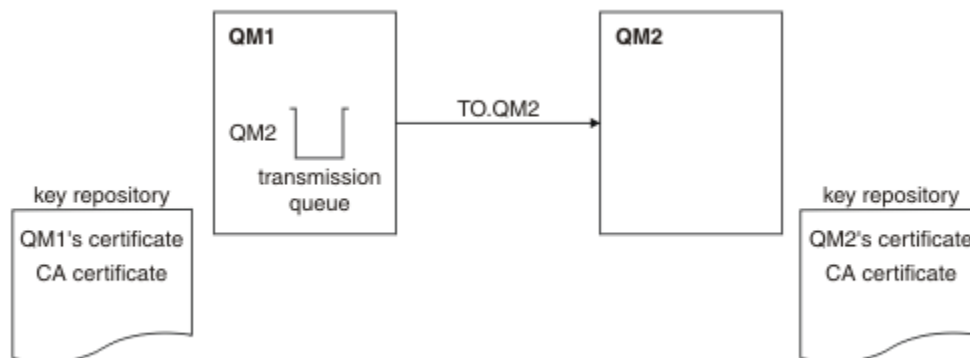 QM1
QM2
TO.QM2
QM2
transmission
queue
key repository
QM1's certificate
CA certificate
key repository
QM2's certificate
CA certificate